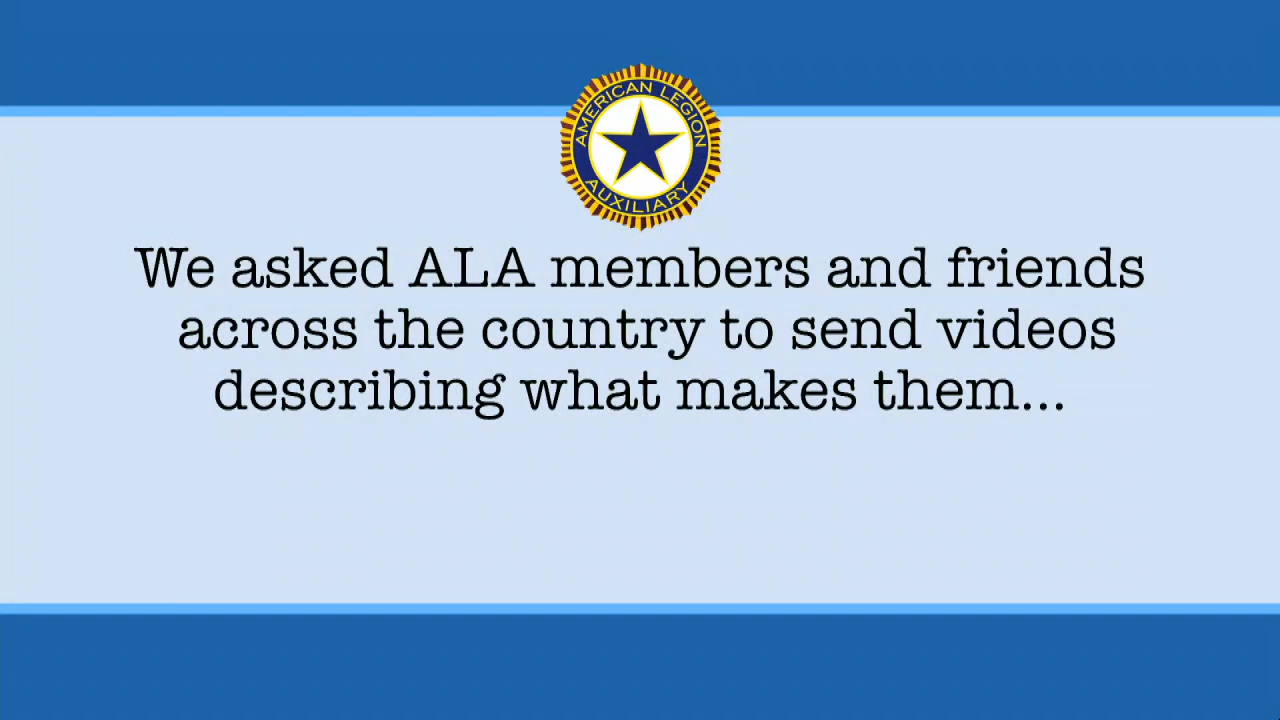 AMERICAN LEGION
AUXILIARY
We asked ALA members and friends
across the country to send videos
describing what makes them...